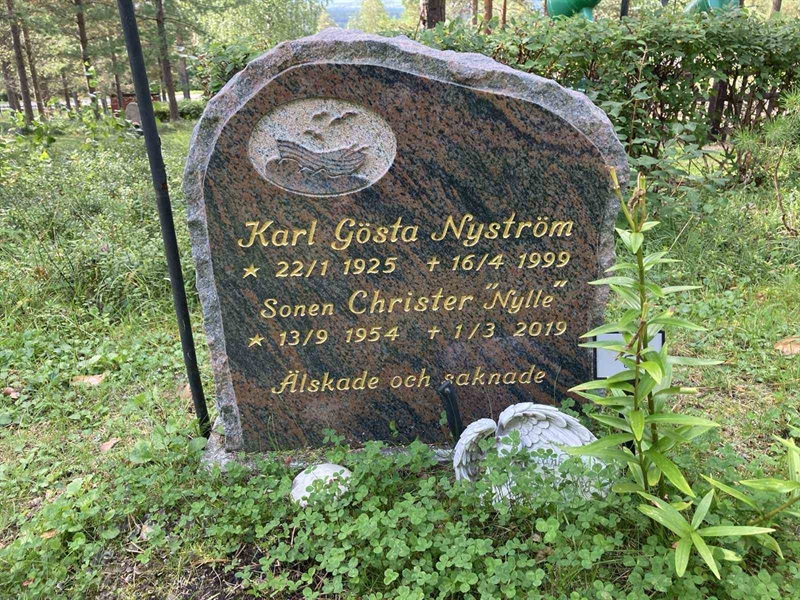 Karl Gösta Nyström
★ 22/1 1925 ✝ 16/4 1999
Sonen Christer "Nylle"
★ 13/9 1954 ✝ 1/3 2019
Älskade och saknade